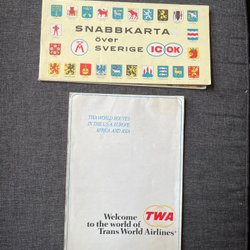 SNABBKARTA
över
SVERIGE
IC OK
M
TWA WORLD ROUTES
IN THE U.S.A. EUROPE
AFRICA AND ASIA
Welcome
to the world of
Trans World Airlines*
TWA